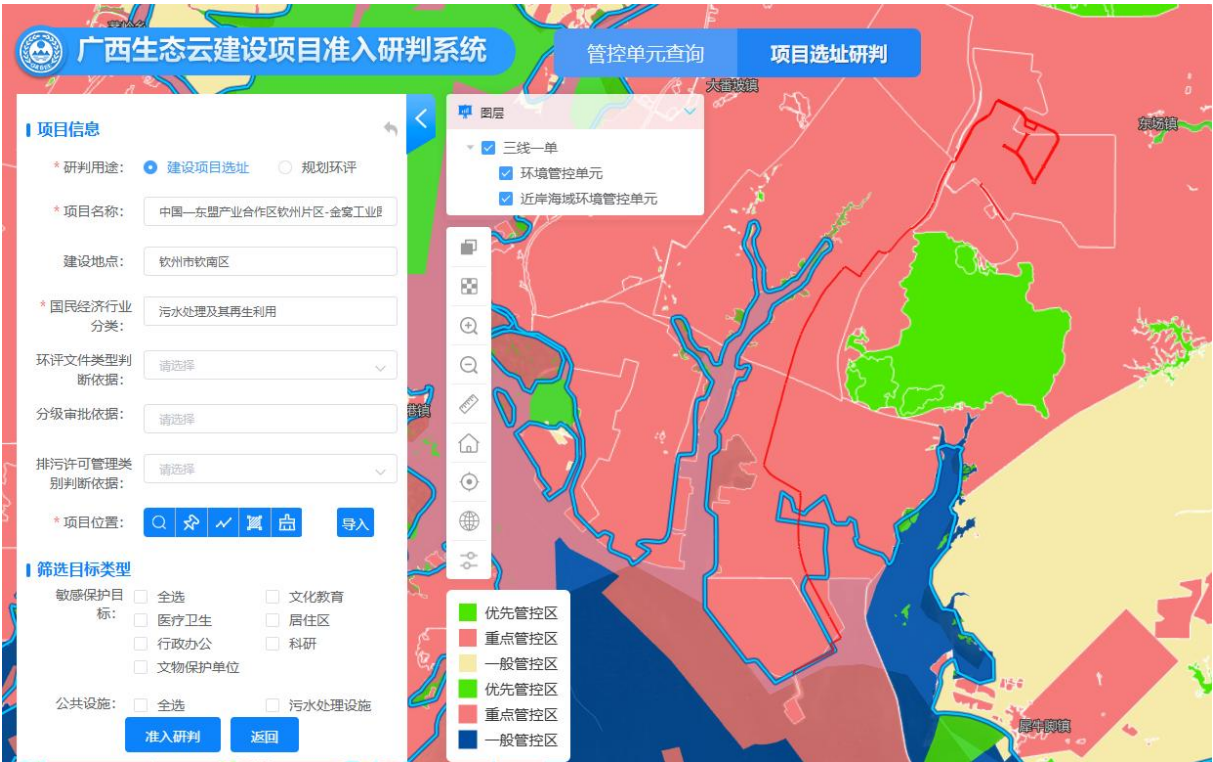 广西生态云建设项目准入研判系统
管控单元查询
项目选址研判
大番坡镇
东场镇
犀牛脚镇
项目信息
* 研判用途: 建设项目选址 规划环评
* 项目名称: 中国—东盟产业合作区钦州片区-金窝工业
建设地点: 钦州市钦南区
* 国民经济行业
分类: 污水处理及其再生利用
环评文件类型判
断依据: 请选择
分级审批依据: 请选择
排污许可管理类
别判断依据: 请选择
* 项目位置: 导入
筛选目标类型
敏感保护目
标: 全选 文化教育
医疗卫生 居住区
行政办公 科研
文物保护单位
公共设施: 全选 污水处理设施
准入研判 返回
图层
三线一单
环境管控单元
近岸海域环境管控单元
优先管控区
重点管控区
一般管控区
优先管控区
重点管控区
一般管控区